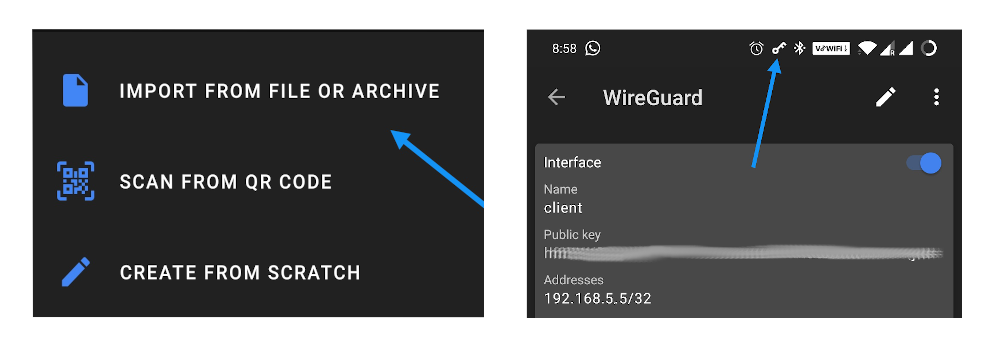 IMPORT FROM FILE OR ARCHIVE
SCAN FROM QR CODE
CREATE FROM SCRATCH
8:58
WireGuard
Interface
Name
client
Public key
Addresses
192.168.5.5/32